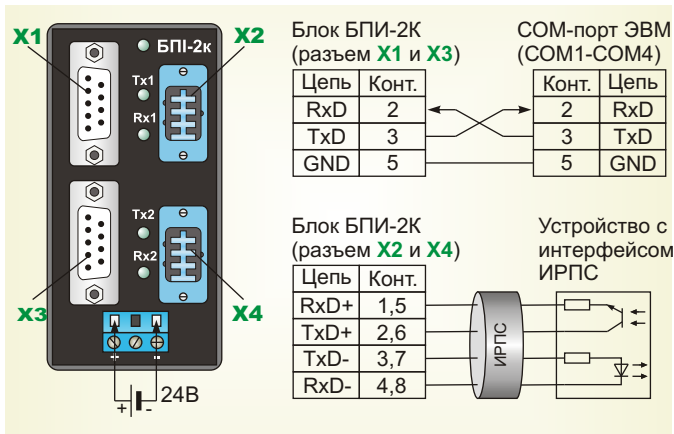 X1
БПІ-2к
X2
Tx1
Rx1
Tx2
Rx2
X3
X4
+
-
+
-
24В
Блок БПИ-2К
(разъем X1 и X3)
Цепь Конт.
RxD 2
TxD 3
GND 5
COM-порт ЭВМ
(COM1-COM4)
Конт. Цепь
2 RxD
3 TxD
5 GND
Блок БПИ-2К
(разъем X2 и X4)
Цепь Конт.
RxD+ 1,5
TxD+ 2,6
TxD- 3,7
RxD- 4,8
ИРПС
Устройство с
интерфейсом
ИРПС